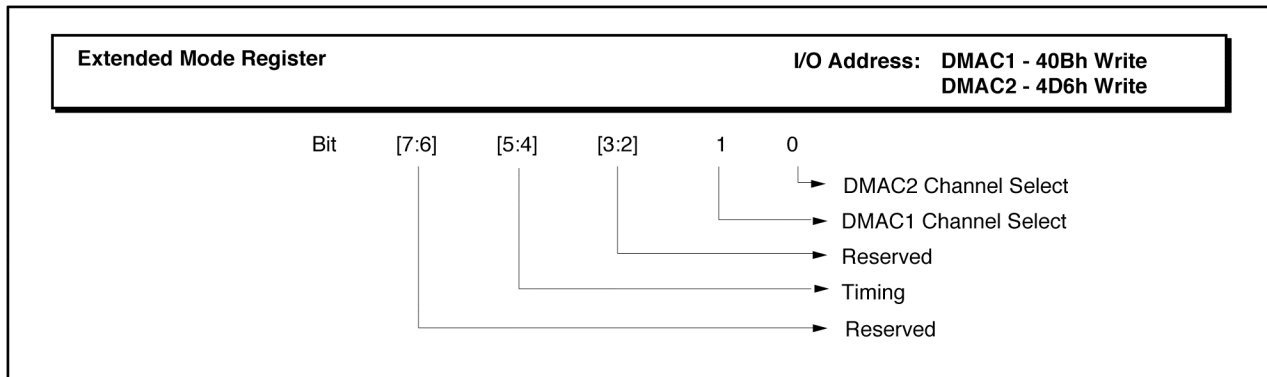 Extended Mode Register I/O Address: DMAC1 - 40Bh Write
DMAC2 - 4D6h Write
Bit [7:6] [5:4] [3:2] 1 0
DMAC2 Channel Select
DMAC1 Channel Select
Reserved
Timing
Reserved